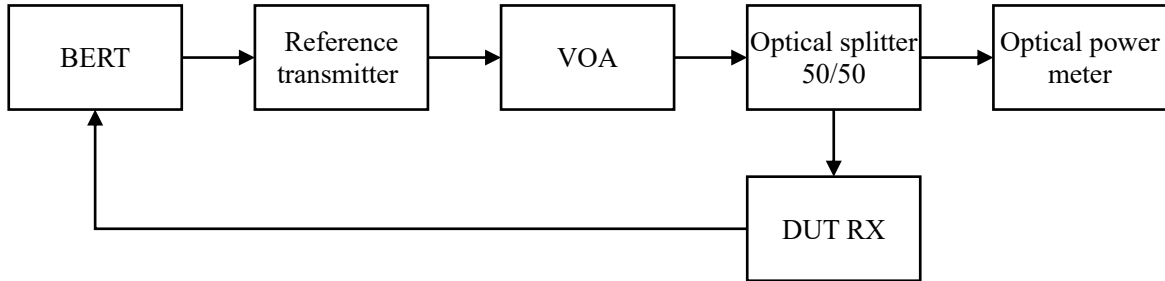 BERT
Reference
transmitter
VOA
Optical splitter
50/50
Optical power
meter
DUT RX